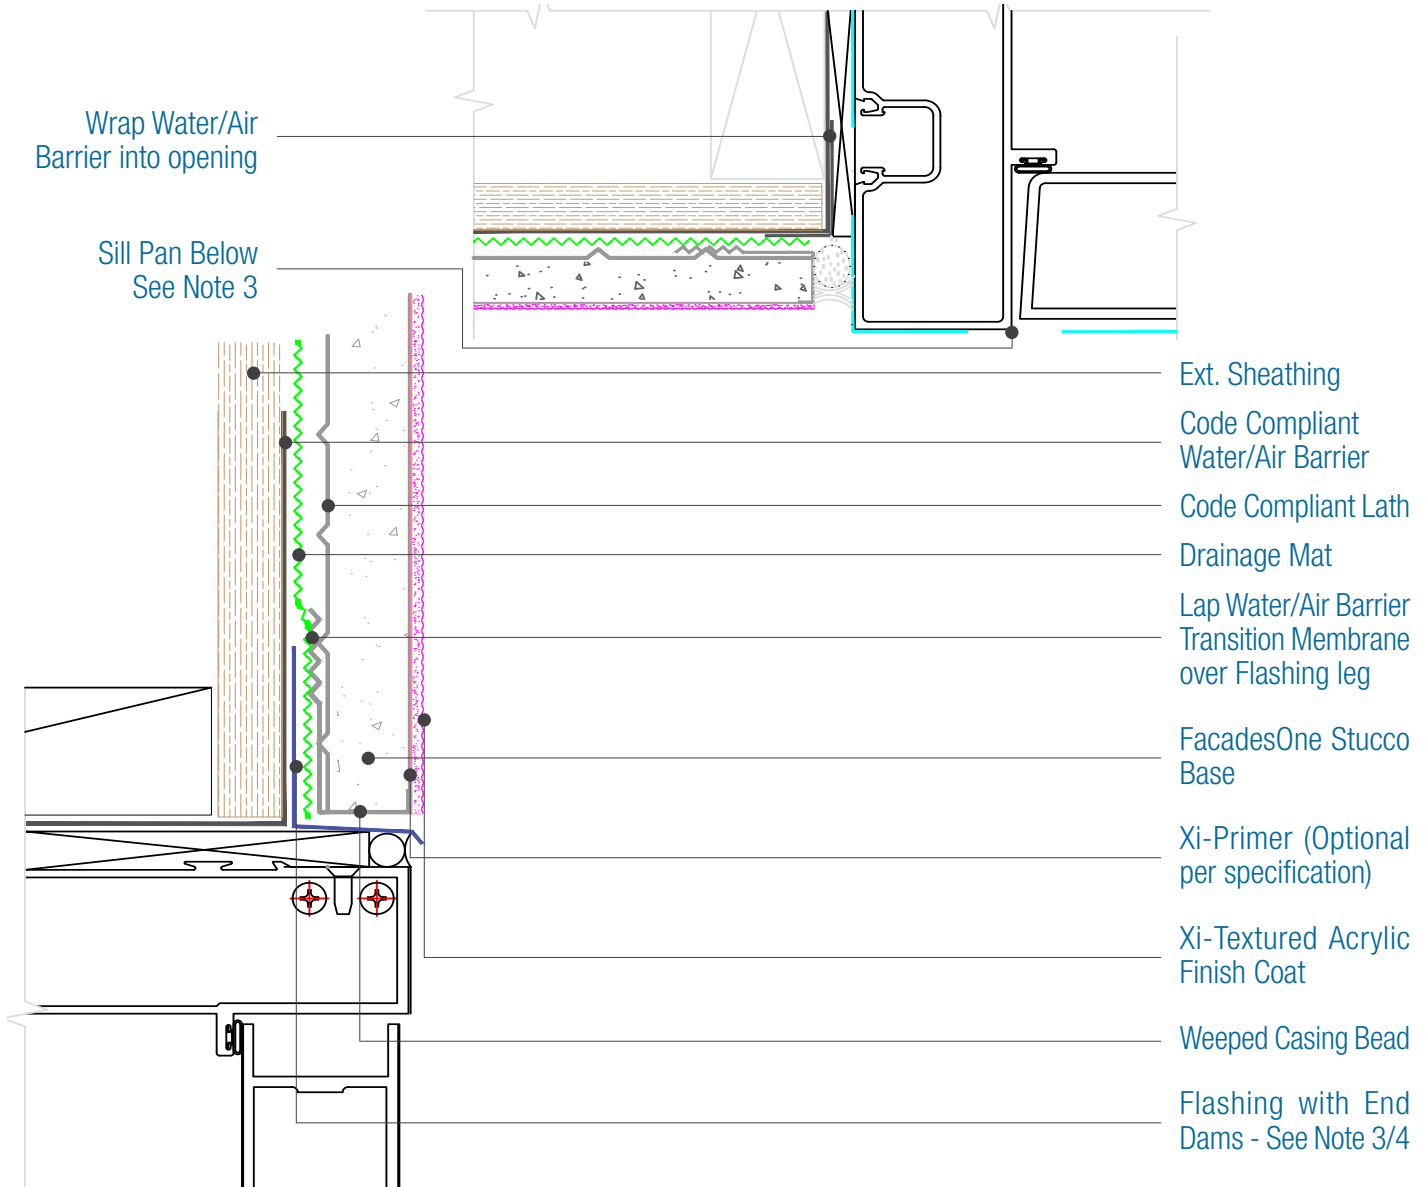 Wrap Water/Air
Barrier into opening
Sill Pan Below
See Note 3
Ext. Sheathing
Code Compliant
Water/Air Barrier
Code Compliant Lath
Drainage Mat
Lap Water/Air Barrier
Transition Membrane
over Flashing leg
FacadesOne Stucco
Base
Xi-Primer (Optional
per specification)
Xi-Textured Acrylic
Finish Coat
Weeped Casing Bead
Flashing with End
Dams - See Note 3/4